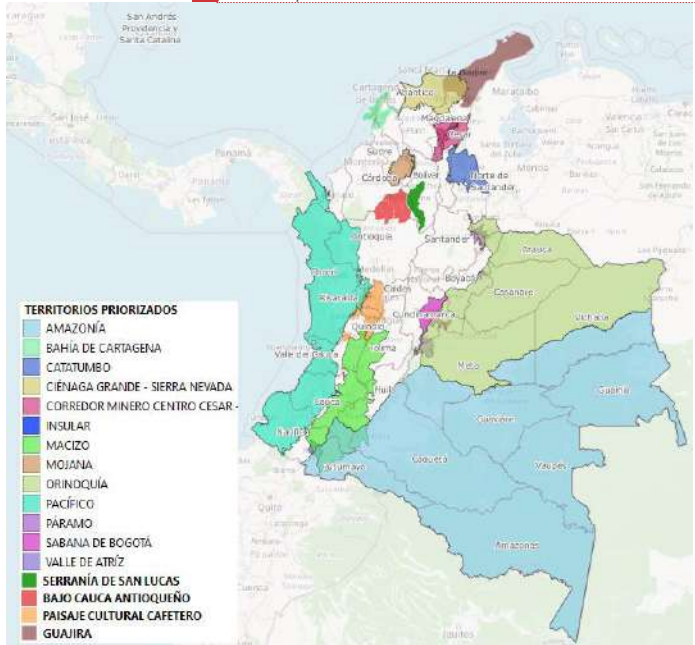 San Andrés
Providencia y
Santa Catalina
Cartagena
Atlántico
Maracaibo
Magdalena
Cesar
Sucre
Córdoba
Bolívar
Norte de
Santander
Panamá
Antioquia
Santander
Arauca
Chocó
Boyacá
Casanare
Risaralda
Caldas
Cundinamarca
Vichada
Quindío
Valle del Cauca
Tolima
Meta
Huila
Guainía
Cauca
Guaviare
Nariño
Putumayo
Caquetá
Vaupés
Quito
Amazonas
Iquitos
TERRITORIOS PRIORIZADOS
AMAZONÍA
BAHÍA DE CARTAGENA
CATATUMBO
CIÉNAGA GRANDE - SIERRA NEVADA
CORREDOR MINERO CENTRO CESAR -
INSULAR
MACIZO
MOJANA
ORINOQUÍA
PACÍFICO
PÁRAMO
SABANA DE BOGOTÁ
VALLE DE ATRÍZ
SERRANÍA DE SAN LUCAS
BAJO CAUCA ANTIOQUEÑO
PAISAJE CULTURAL CAFETERO
GUAJIRA